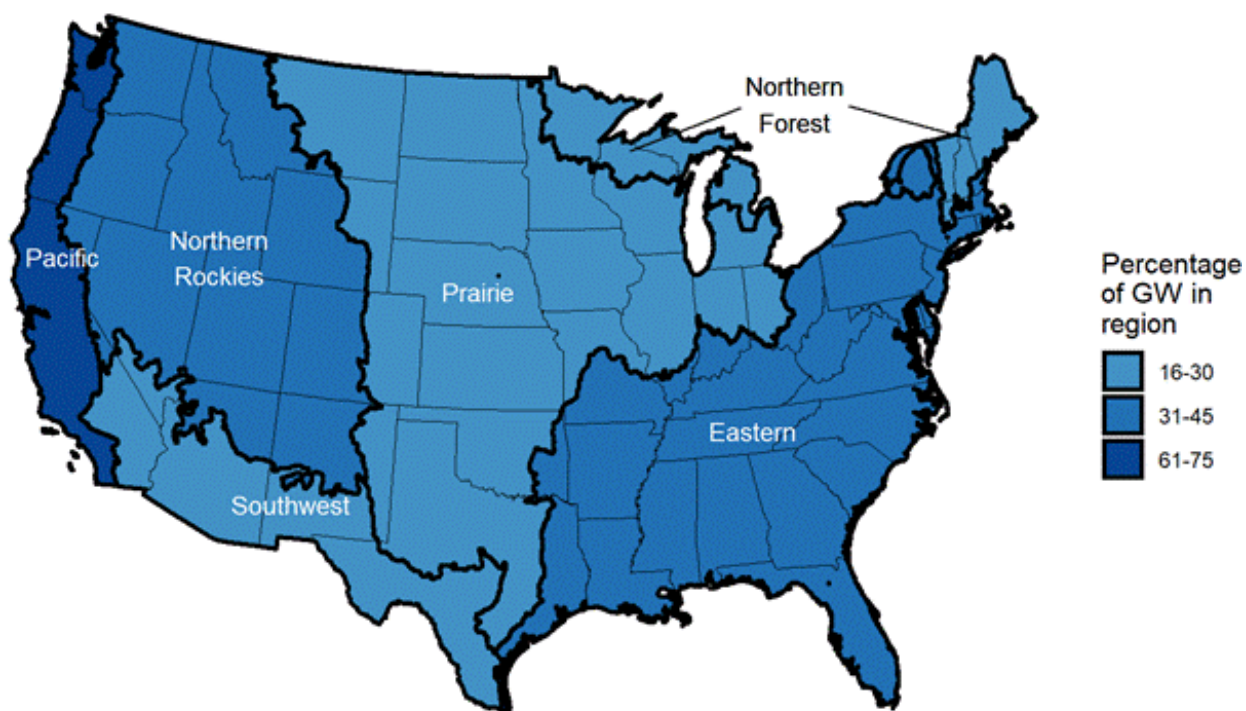 Northern
Forest
Pacific
Northern
Rockies
Prairie
Eastern
Southwest
Percentage
of GW in
region
16-30
31-45
61-75